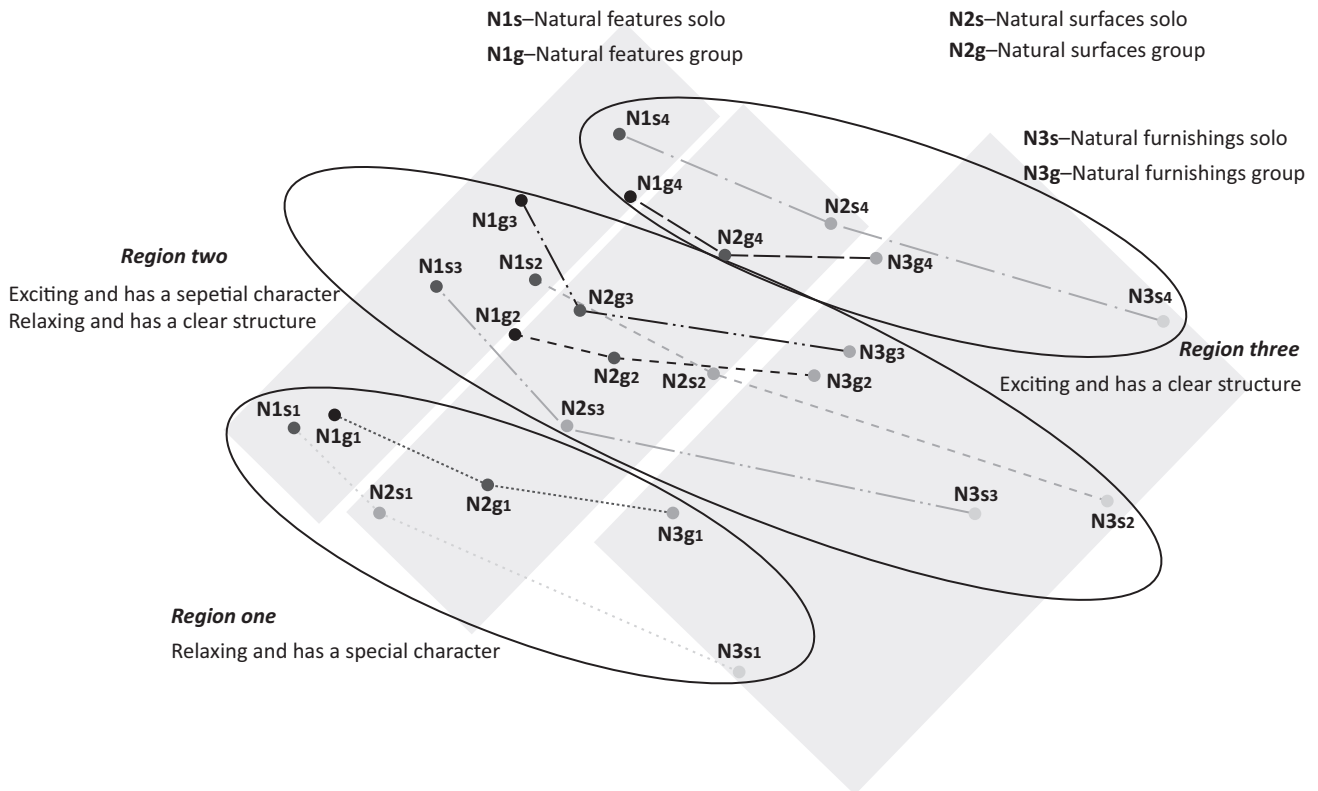 N1s–Natural features solo
N1g–Natural features group
N2s–Natural surfaces solo
N2g–Natural surfaces group
N3s–Natural furnishings solo
N3g–Natural furnishings group
N1s4
N1g4
N2s4
N2g4
N3g4
N3s4
N1g3
N1s3
N1s2
N2g3
N1g2
N3g3
N2g2
N2s2
N3g2
N2s3
N3s3
N3s2
Region two
Exciting and has a sepetial character
Relaxing and has a clear structure
Region three
Exciting and has a clear structure
N1s1
N1g1
N2s1
N2g1
N3g1
N3s1
Region one
Relaxing and has a special character